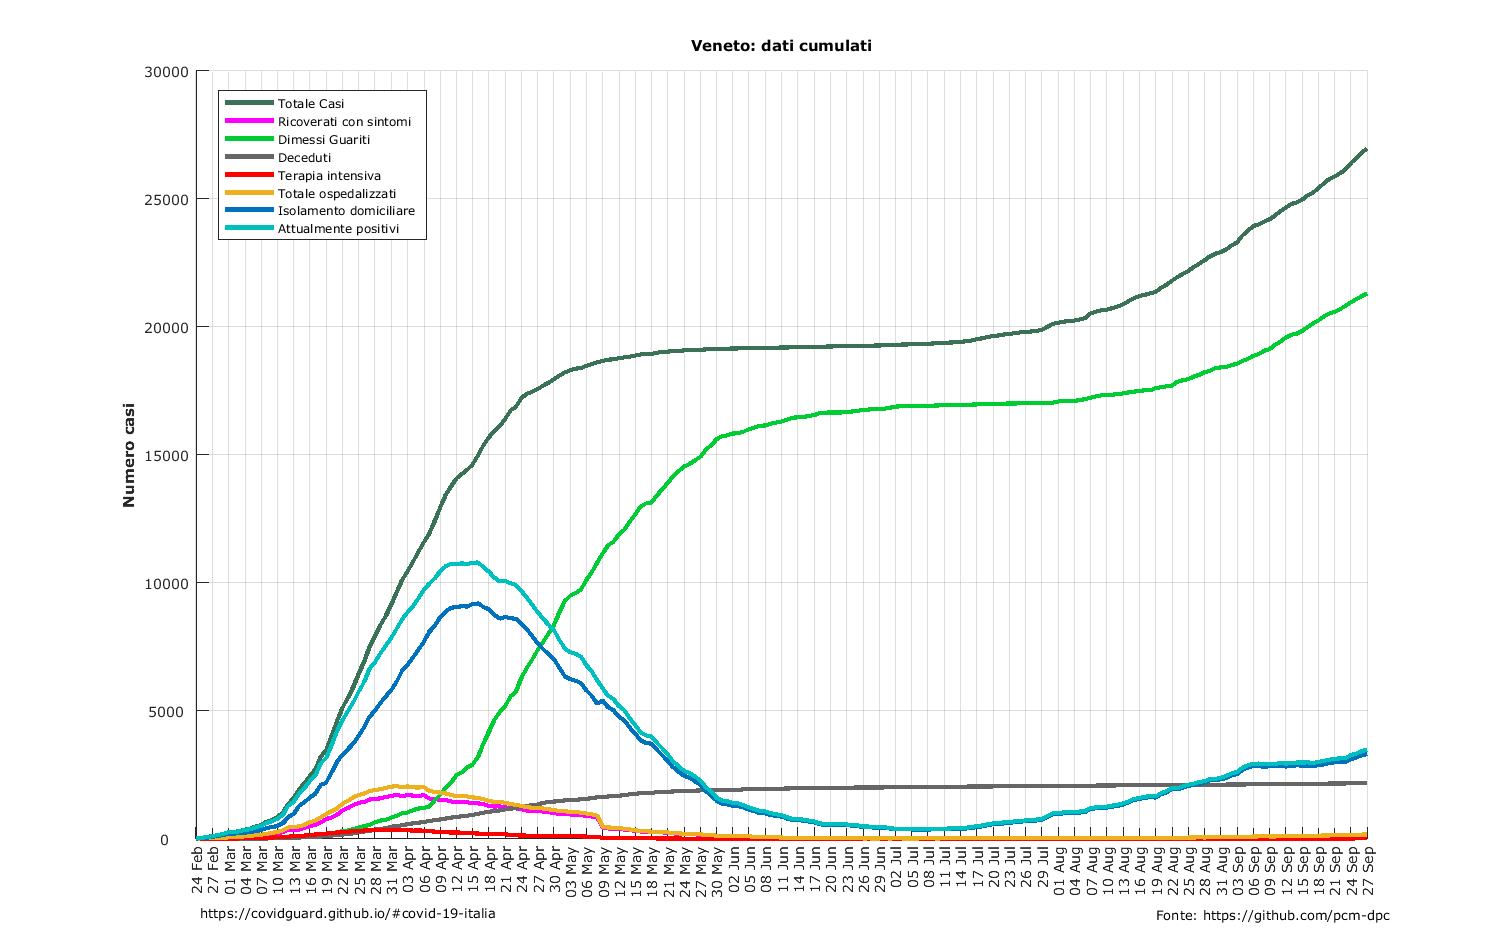 Veneto: dati cumulati
Numero casi
30000
25000
20000
15000
10000
5000
0
Totale Casi
Ricoverati con sintomi
Dimessi Guariti
Deceduti
Terapia intensiva
Totale ospedalizzati
Isolamento domiciliare
Attualmente positivi
24 Feb
27 Feb
01 Mar
04 Mar
07 Mar
10 Mar
13 Mar
16 Mar
19 Mar
22 Mar
25 Mar
28 Mar
31 Mar
03 Apr
06 Apr
09 Apr
12 Apr
15 Apr
18 Apr
21 Apr
24 Apr
27 Apr
30 Apr
03 May
06 May
09 May
12 May
15 May
18 May
21 May
24 May
27 May
30 May
02 Jun
05 Jun
08 Jun
11 Jun
14 Jun
17 Jun
20 Jun
23 Jun
26 Jun
29 Jun
02 Jul
05 Jul
08 Jul
11 Jul
14 Jul
17 Jul
20 Jul
23 Jul
26 Jul
29 Jul
01 Aug
04 Aug
07 Aug
10 Aug
13 Aug
16 Aug
19 Aug
22 Aug
25 Aug
28 Aug
31 Aug
03 Sep
06 Sep
09 Sep
12 Sep
15 Sep
18 Sep
21 Sep
24 Sep
27 Sep
https://covidguard.github.io/#covid-19-italia
Fonte: https://github.com/pcm-dpc